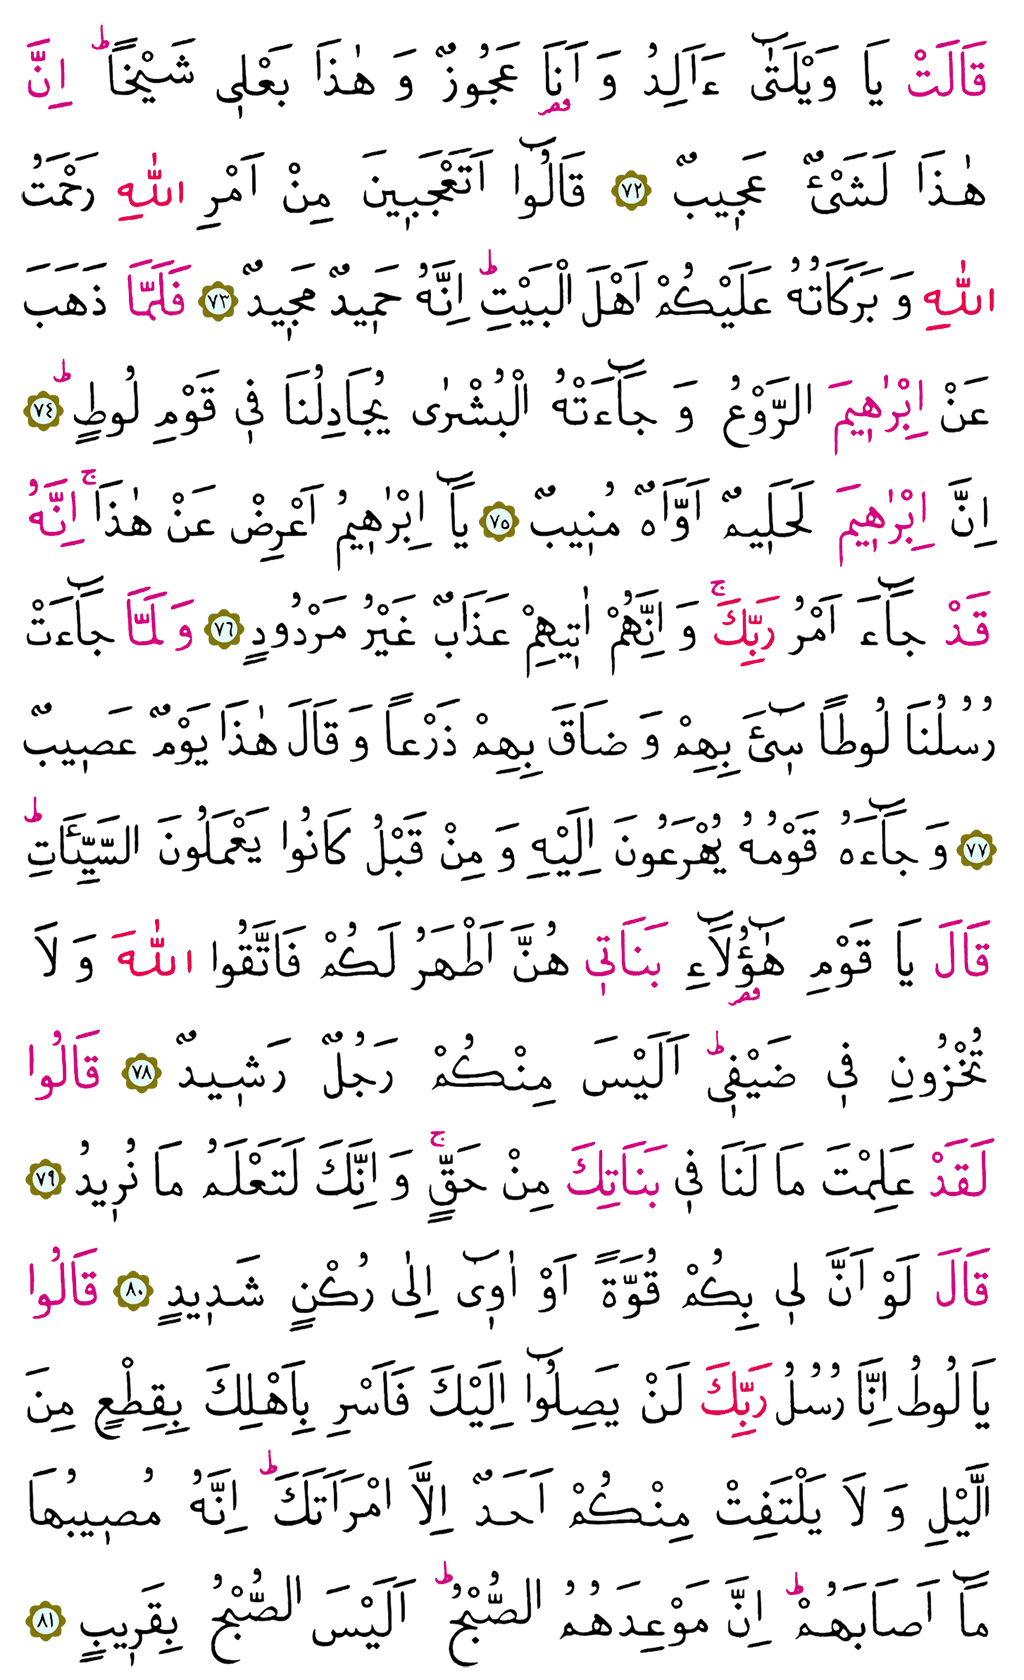 قَالَتْ يَا وَيْلَتٰٓى ءَاَلِدُ وَ اَنَا۬ عَجُوزٌ وَ هٰذَا بَعْلٖي شَيْخًاۜ اِنَّ
هٰذَا لَشَيْءٌ عَجٖيبٌ ﴿٧٢﴾ قَالُٓوا اَتَعْجَبٖينَ مِنْ اَمْرِ اللّٰهِ رَحْمَتُ
اللّٰهِ وَ بَرَكَاتُهُ عَلَيْكُمْ اَهْلَ الْبَيْتِۜ اِنَّهُ حَمٖيدٌ مَجٖيدٌ ﴿٧٣﴾ فَلَمَّا ذَهَبَ
عَنْ اِبْرٰهٖيمَ الرَّوْعُ وَ جَٓاءَتْهُ الْبُشْرٰى يُجَادِلُنَا فٖي قَوْمِ لُوطٍۜ ﴿٧٤﴾
اِنَّ اِبْرٰهٖيمَ لَحَلٖيمٌ اَوَّاهٌ مُنٖيبٌ ﴿٧٥﴾ يَٓا اِبْرٰهٖيمُ اَعْرِضْ عَنْ هٰذَاۚ اِنَّهُ
قَدْ جَٓاءَ اَمْرُ رَبِّكَۚ وَ اِنَّهُمْ اٰتٖيهِمْ عَذَابٌ غَيْرُ مَرْدُودٍ ﴿٧٦﴾ وَ لَمَّا جَٓاءَتْ
رُسُلُنَا لُوطًا سٖٓيءَ بِهِمْ وَ ضَاقَ بِهِمْ ذَرْعاً وَ قَالَ هٰذَا يَوْمٌ عَصٖيبٌ
﴿٧٧﴾ وَ جَٓاءَهُ قَوْمُهُ يُهْرَعُونَ اِلَيْهِ وَ مِنْ قَبْلُ كَانُوا يَعْمَلُونَ السَّيِّـَٔاتِۜ
قَالَ يَا قَوْمِ هٰٓؤُ۬لَٓاءِ بَنَاتٖي هُنَّ اَطْهَرُ لَكُمْ فَاتَّقُوا اللّٰهَ وَ لَا
تُخْزُونِ فٖي ضَيْفٖيۜ اَلَيْسَ مِنْكُمْ رَجُلٌ رَشٖيدٌ ﴿٧٨﴾ قَالُوا
لَقَدْ عَلِمْتَ مَا لَنَا فٖي بَنَاتِكَ مِنْ حَقٍّۚ وَ اِنَّكَ لَتَعْلَمُ مَا نُرٖيدُ ﴿٧٩﴾
قَالَ لَوْ اَنَّ لٖي بِكُمْ قُوَّةً اَوْ اٰوٖٓي اِلٰى رُكْنٍ شَدٖيدٍ ﴿٨٠﴾ قَالُوا
يَا لُوطُ اِنَّا رُسُلُ رَبِّكَ لَنْ يَصِلُٓوا اِلَيْكَ فَاَسْرِ بِاَهْلِكَ بِقِطْعٍ مِنَ
الَّيْلِ وَ لَا يَلْتَفِتْ مِنْكُمْ اَحَدٌ اِلَّا امْرَاَتَكَۜ اِنَّهُ مُصٖيبُهَا
مَٓا اَصَابَهُمْۜ اِنَّ مَوْعِدَهُمُ الصُّبْحُۜ اَلَيْسَ الصُّبْحُ بِقَرٖيبٍ ﴿٨١﴾